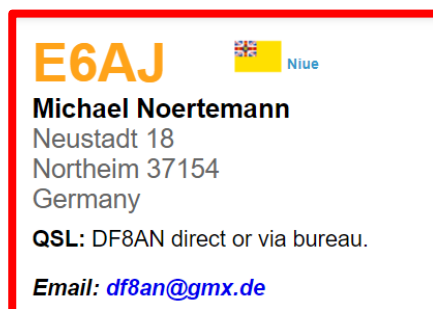 E6AJ Niue
Michael Noertemann
Neustadt 18
Northeim 37154
Germany
QSL: DF8AN direct or via bureau.
Email: df8an@gmx.de